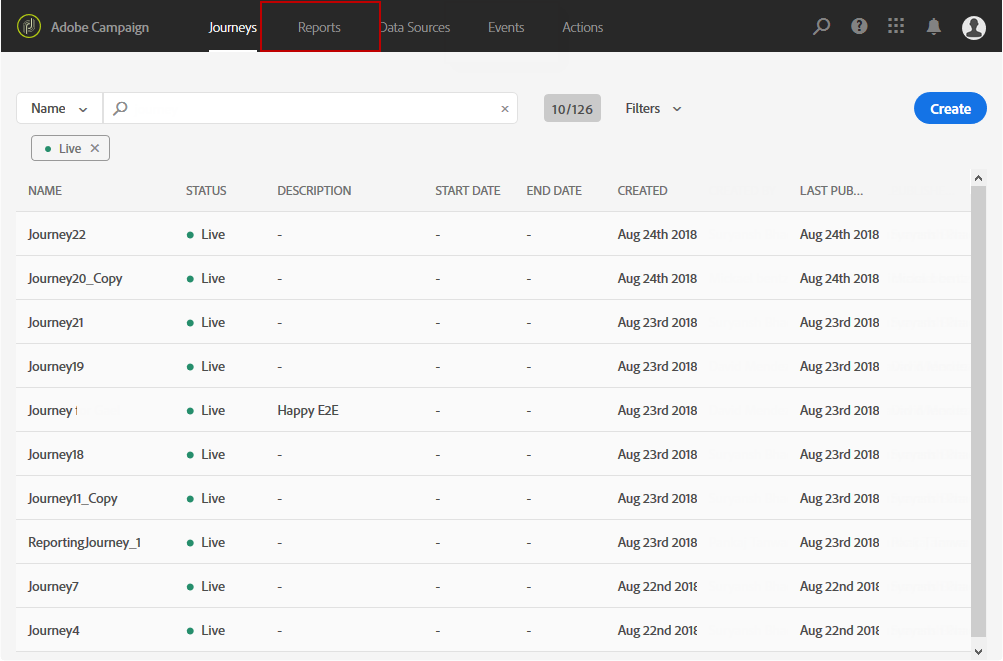 Adobe Campaign Journeys Reports Data Sources Events Actions
Name 10/126 Filters Create
Live
NAME STATUS DESCRIPTION START DATE END DATE CREATED LAST PUB...
Journey22 Live - - - Aug 24th 2018 Aug 24th 2018
Journey20_Copy Live - - - Aug 24th 2018 Aug 24th 2018
Journey21 Live - - - Aug 23rd 2018 Aug 23rd 2018
Journey19 Live - - - Aug 23rd 2018 Aug 23rd 2018
Journey Live Happy E2E - - Aug 23rd 2018 Aug 23rd 2018
Journey18 Live - - - Aug 23rd 2018 Aug 23rd 2018
Journey11_Copy Live - - - Aug 23rd 2018 Aug 23rd 2018
ReportingJourney_1 Live - - - Aug 23rd 2018 Aug 23rd 2018
Journey7 Live - - - Aug 22nd 2018 Aug 22nd 2018
Journey4 Live - - - Aug 22nd 2018 Aug 22nd 2018